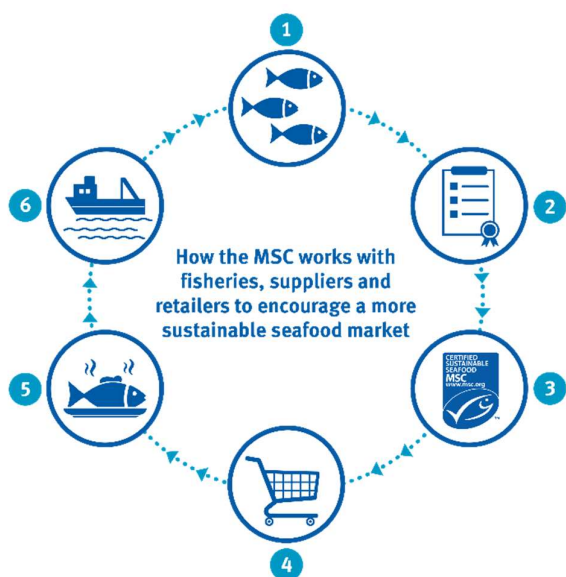 1
2
3
4
5
6
How the MSC works with
fisheries, suppliers and
retailers to encourage a more
sustainable seafood market
CERTIFIED
SUSTAINABLE
SEAFOOD
MSC
www.msc.org
TM